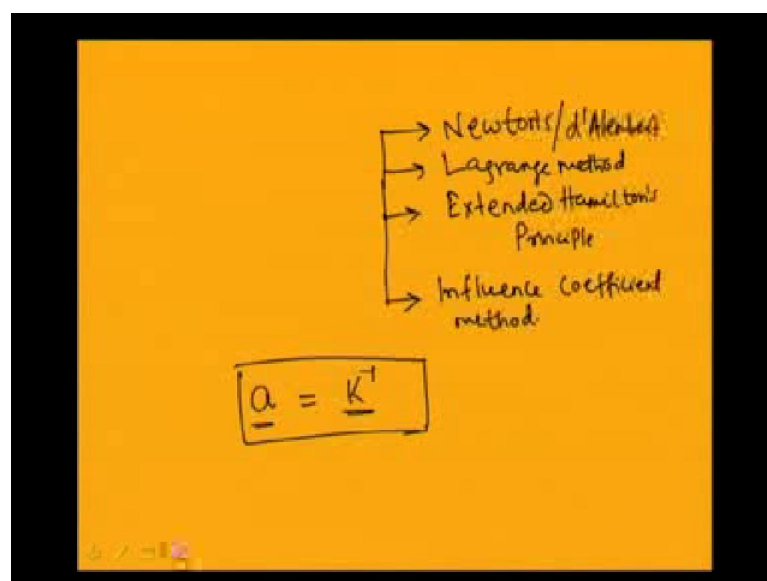 Newton's/d'Alembert
Lagrange method
Extended Hamilton's
Principle
Influence Coefficient
method.
a = K⁻¹